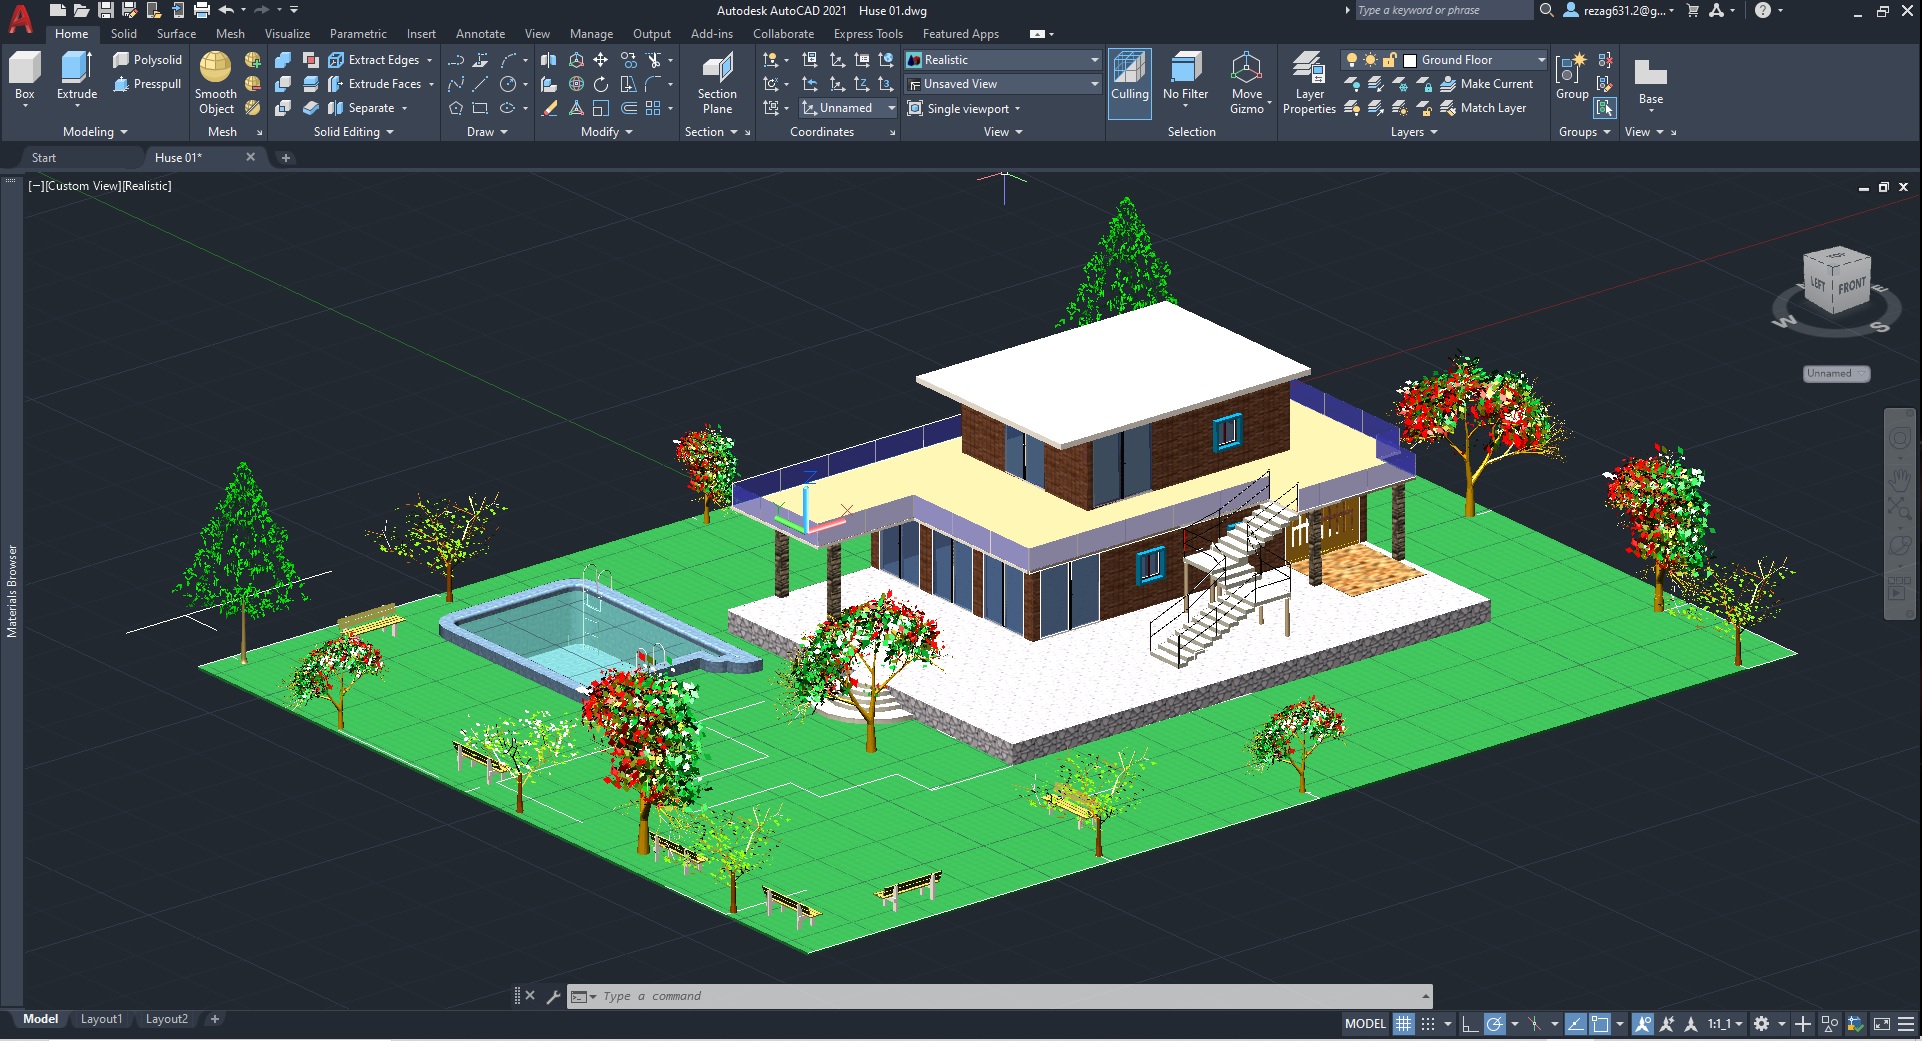 Autodesk AutoCAD 2021 Huse 01.dwg
Type a keyword or phrase
rezag631.2@g...
Home Solid Surface Mesh Visualize Parametric Insert Annotate View Manage Output Add-ins Collaborate Express Tools Featured Apps
Polysolid
Presspull
Box
Extrude
Modeling
Smooth
Object
Mesh
Extract Edges
Extrude Faces
Separate
Solid Editing
Draw
Modify
Section
Plane
Section
Unnamed
Coordinates
Realistic
Unsaved View
Single viewport
View
Culling
No Filter
Move
Gizmo
Selection
Layer
Properties
Ground Floor
Make Current
Match Layer
Layers
Group
Groups
Base
View
Start
Huse 01*
[−][Custom View][Realistic]
Materials Browser
TOP
LEFT
FRONT
W
S
E
Unnamed
Z
X
Y
Type a command
Model Layout1 Layout2
MODEL
1:1_1